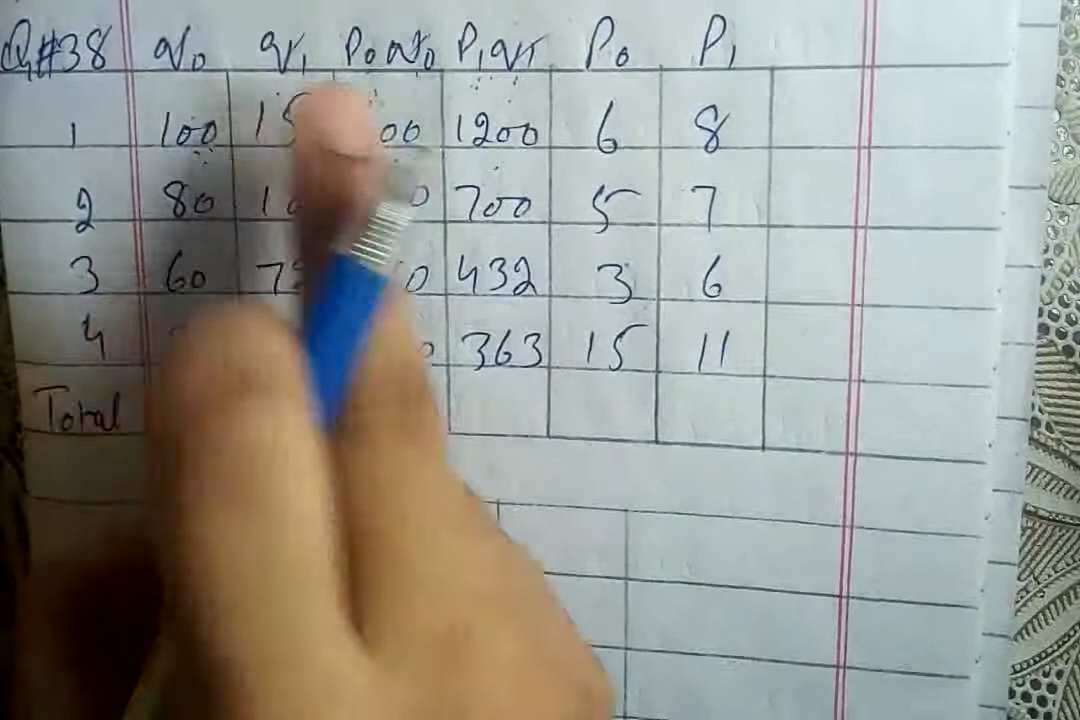 Q#38 q₀ q₁ P₀q₀ P₁q₁ P₀ P₁
1 100 1200 6 8
2 80 700 5 7
3 60 432 3 6
4 363 15 11
Total